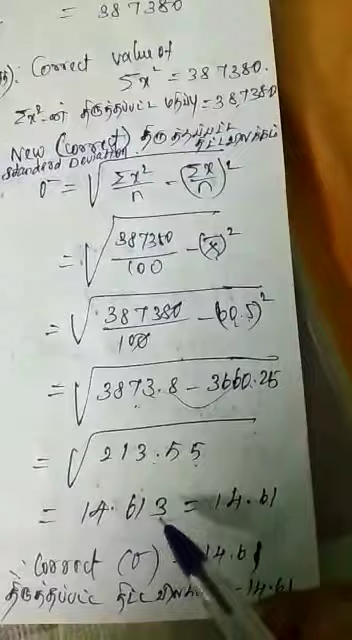 = 387380
Correct value of
Σx² = 387380.
Σx²-ன் திருத்தப்பட்ட மதிப்பு = 387380
New (correct) திருத்தப்பட்ட
Standard Deviation திட்டவிலக்கம்
σ = √(Σx²/n - (Σx/n)²)
= √(387380/100 - (x̄)²)
= √(387380/100 - (60.5)²)
= √(3873.8 - 3660.25)
= √213.55
= 14.613 = 14.61
∴ Correct (σ) = 14.61
திருத்தப்பட்ட = 14.61